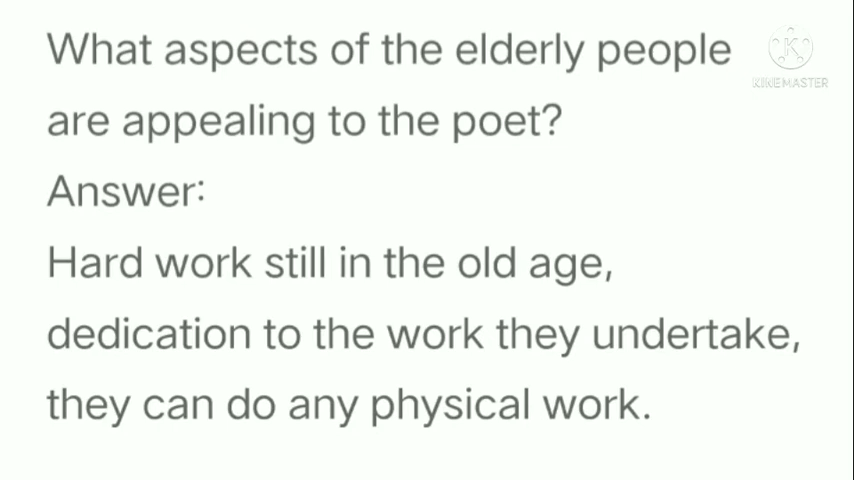 What aspects of the elderly people
are appealing to the poet?
Answer:
Hard work still in the old age,
dedication to the work they undertake,
they can do any physical work.
K
KINEMASTER